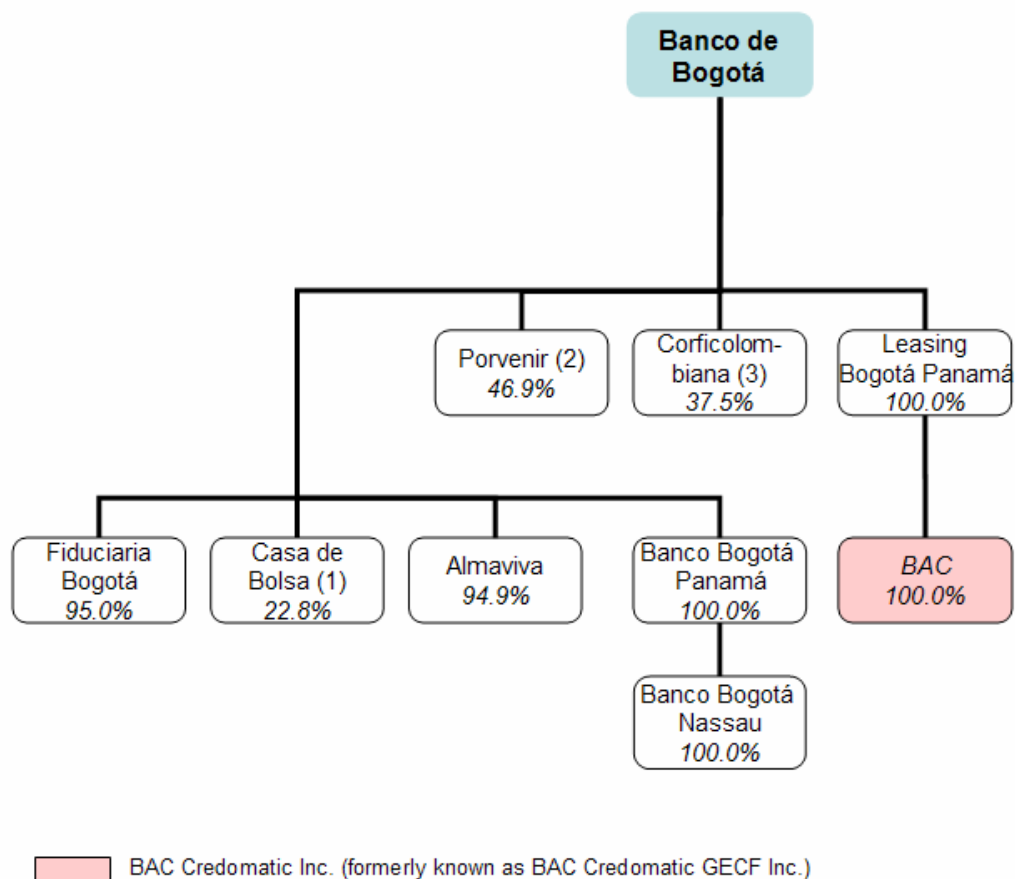 Banco de
Bogotá
Porvenir (2)
46.9%
Corficolom-
biana (3)
37.5%
Leasing
Bogotá Panamá
100.0%
Fiduciaria
Bogotá
95.0%
Casa de
Bolsa (1)
22.8%
Almaviva
94.9%
Banco Bogotá
Panamá
100.0%
BAC
100.0%
Banco Bogotá
Nassau
100.0%
BAC Credomatic Inc. (formerly known as BAC Credomatic GECF Inc.)